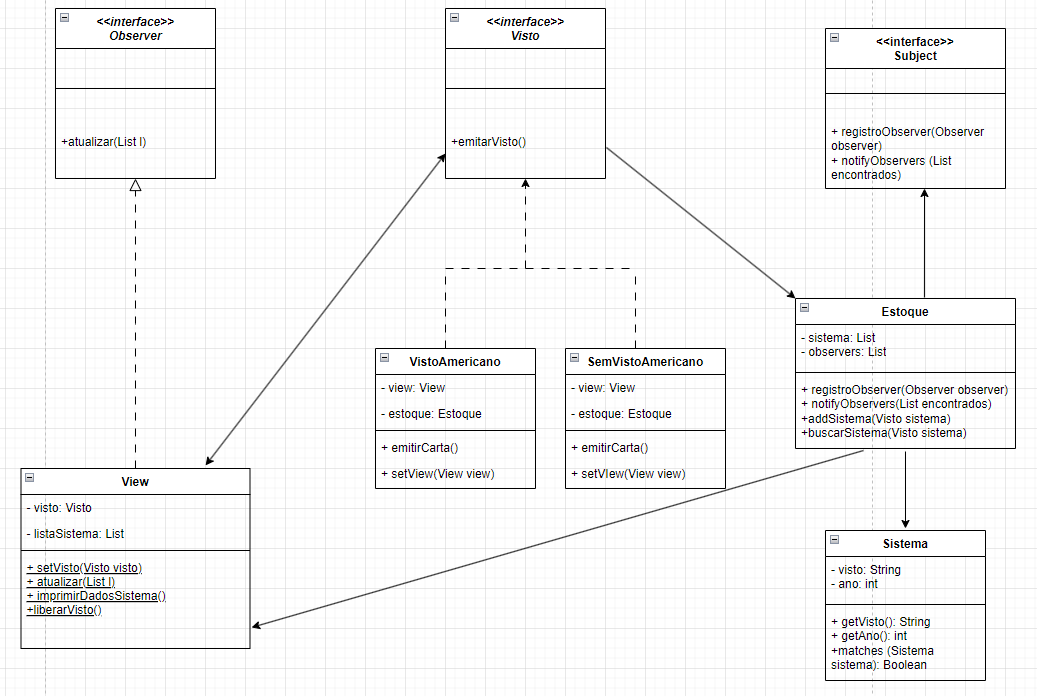 <<interface>>
Observer
+atualizar(List l)
<<interface>>
Visto
+emitarVisto()
<<interface>>
Subject
+ registroObserver(Observer
observer)
+ notifyObservers (List
encontrados)
VistoAmericano
- view: View
- estoque: Estoque
+ emitirCarta()
+ setView(View view)
SemVistoAmericano
- view: View
- estoque: Estoque
+ emitirCarta()
+ setVIew(View view)
Estoque
- sistema: List
- observers: List
+ registroObserver(Observer observer)
+ notifyObservers(List encontrados)
+addSistema(Visto sistema)
+buscarSistema(Visto sistema)
View
- visto: Visto
- listaSistema: List
+ setVisto(Visto visto)
+ atualizar(List l)
+ imprimirDadosSistema()
+liberarVisto()
Sistema
- visto: String
- ano: int
+ getVisto(): String
+ getAno(): int
+matches (Sistema
sistema): Boolean